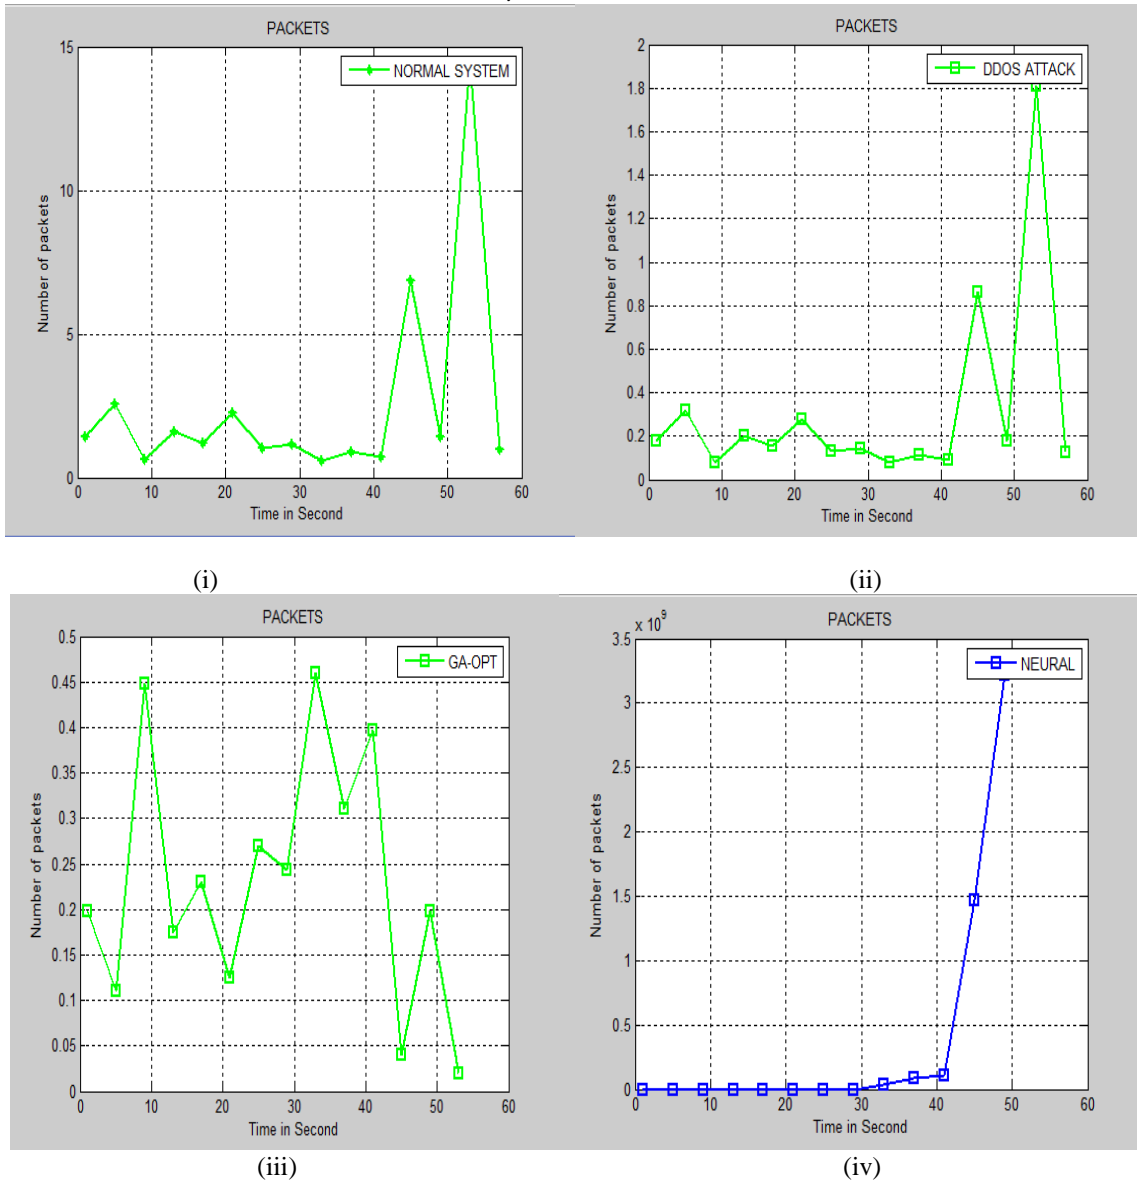 PACKETS
NORMAL SYSTEM
15
10
5
0
Number of packets
0 10 20 30 40 50 60
Time in Second
(i)
PACKETS
DDOS ATTACK
2
1.8
1.6
1.4
1.2
1
0.8
0.6
0.4
0.2
0
Number of packets
0 10 20 30 40 50 60
Time in Second
(ii)
PACKETS
GA-OPT
0.5
0.45
0.4
0.35
0.3
0.25
0.2
0.15
0.1
0.05
0
Number of packets
0 10 20 30 40 50 60
Time in Second
(iii)
x 10^9
PACKETS
NEURAL
3.5
3
2.5
2
1.5
1
0.5
0
Number of packets
0 10 20 30 40 50 60
Time in Second
(iv)